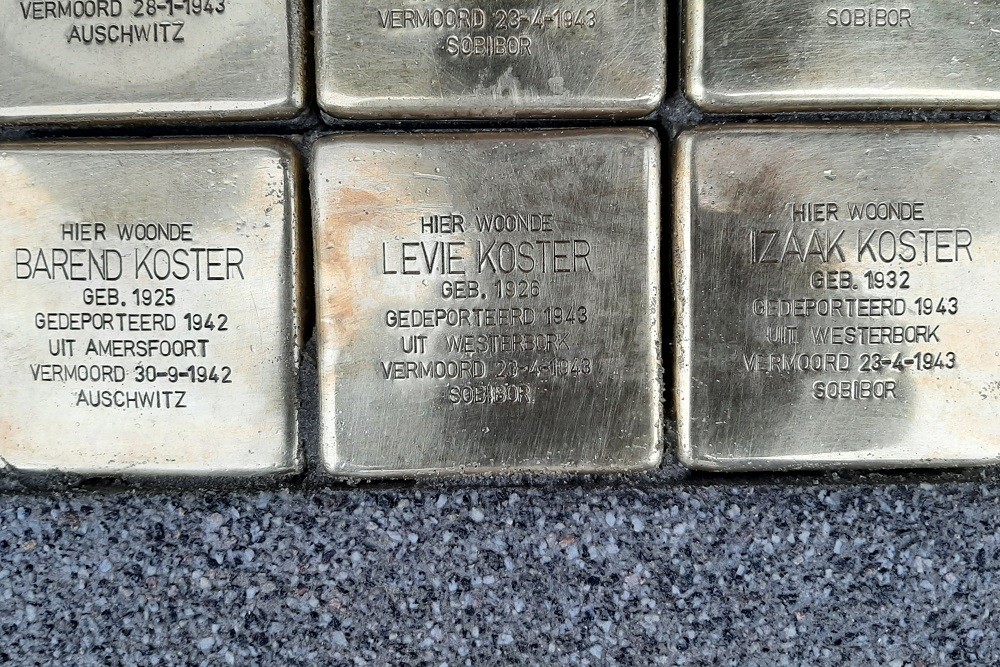 VERMOORD 28-1-1943
AUSCHWITZ
VERMOORD 23-4-1943
SOBIBOR
SOBIBOR
HIER WOONDE
BAREND KOSTER
GEB. 1925
GEDEPORTEERD 1942
UIT AMERSFOORT
VERMOORD 30-9-1942
AUSCHWITZ
HIER WOONDE
LEVIE KOSTER
GEB. 1926
GEDEPORTEERD 1943
UIT WESTERBORK
VERMOORD 23-4-1943
SOBIBOR
HIER WOONDE
IZAAK KOSTER
GEB. 1932
GEDEPORTEERD 1943
UIT WESTERBORK
VERMOORD 23-4-1943
SOBIBOR